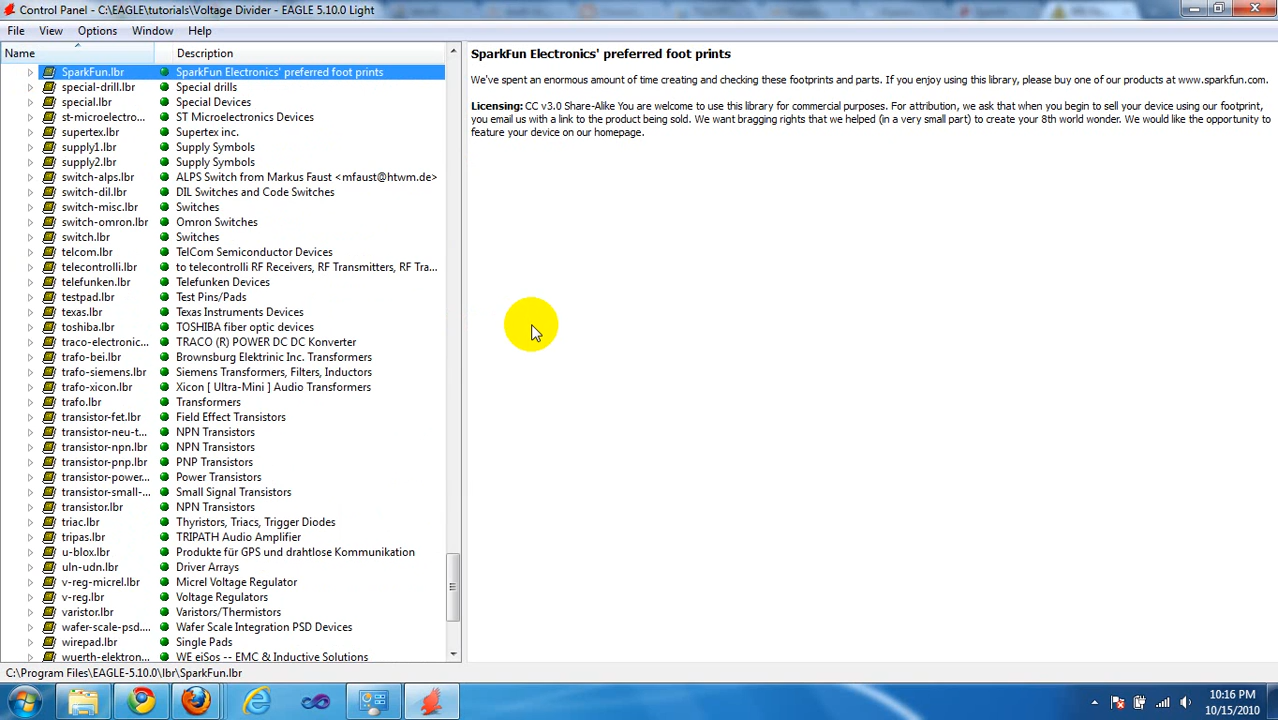 Control Panel - C:\EAGLE\tutorials\Voltage Divider - EAGLE 5.10.0 Light
File View Options Window Help
Name Description
SparkFun.lbr SparkFun Electronics' preferred foot prints
special-drill.lbr Special drills
special.lbr Special Devices
st-microelectro... ST Microelectronics Devices
supertex.lbr Supertex inc.
supply1.lbr Supply Symbols
supply2.lbr Supply Symbols
switch-alps.lbr ALPS Switch from Markus Faust <mfaust@htwm.de>
switch-dil.lbr DIL Switches and Code Switches
switch-misc.lbr Switches
switch-omron.lbr Omron Switches
switch.lbr Switches
telcom.lbr TelCom Semiconductor Devices
telecontrolli.lbr to telecontrolli RF Receivers, RF Transmitters, RF Tra...
telefunken.lbr Telefunken Devices
testpad.lbr Test Pins/Pads
texas.lbr Texas Instruments Devices
toshiba.lbr TOSHIBA fiber optic devices
traco-electronic... TRACO (R) POWER DC DC Konverter
trafo-bei.lbr Brownsburg Elektrinic Inc. Transformers
trafo-siemens.lbr Siemens Transformers, Filters, Inductors
trafo-xicon.lbr Xicon [ Ultra-Mini ] Audio Transformers
trafo.lbr Transformers
transistor-fet.lbr Field Effect Transistors
transistor-neu-t... NPN Transistors
transistor-npn.lbr NPN Transistors
transistor-pnp.lbr PNP Transistors
transistor-power... Power Transistors
transistor-small-... Small Signal Transistors
transistor.lbr NPN Transistors
triac.lbr Thyristors, Triacs, Trigger Diodes
tripas.lbr TRIPATH Audio Amplifier
u-blox.lbr Produkte für GPS und drahtlose Kommunikation
uln-udn.lbr Driver Arrays
v-reg-micrel.lbr Micrel Voltage Regulator
v-reg.lbr Voltage Regulators
varistor.lbr Varistors/Thermistors
wafer-scale-psd.... Wafer Scale Integration PSD Devices
wirepad.lbr Single Pads
wuerth-elektron... WE eiSos -- EMC & Inductive Solutions
SparkFun Electronics' preferred foot prints
We've spent an enormous amount of time creating and checking these footprints and parts. If you enjoy using this library, please buy one of our products at www.sparkfun.com.
Licensing: CC v3.0 Share-Alike You are welcome to use this library for commercial purposes. For attribution, we ask that when you begin to sell your device using our footprint,
you email us with a link to the product being sold. We want bragging rights that we helped (in a very small part) to create your 8th world wonder. We would like the opportunity to
feature your device on our homepage.
C:\Program Files\EAGLE-5.10.0\lbr\SparkFun.lbr
10:16 PM
10/15/2010